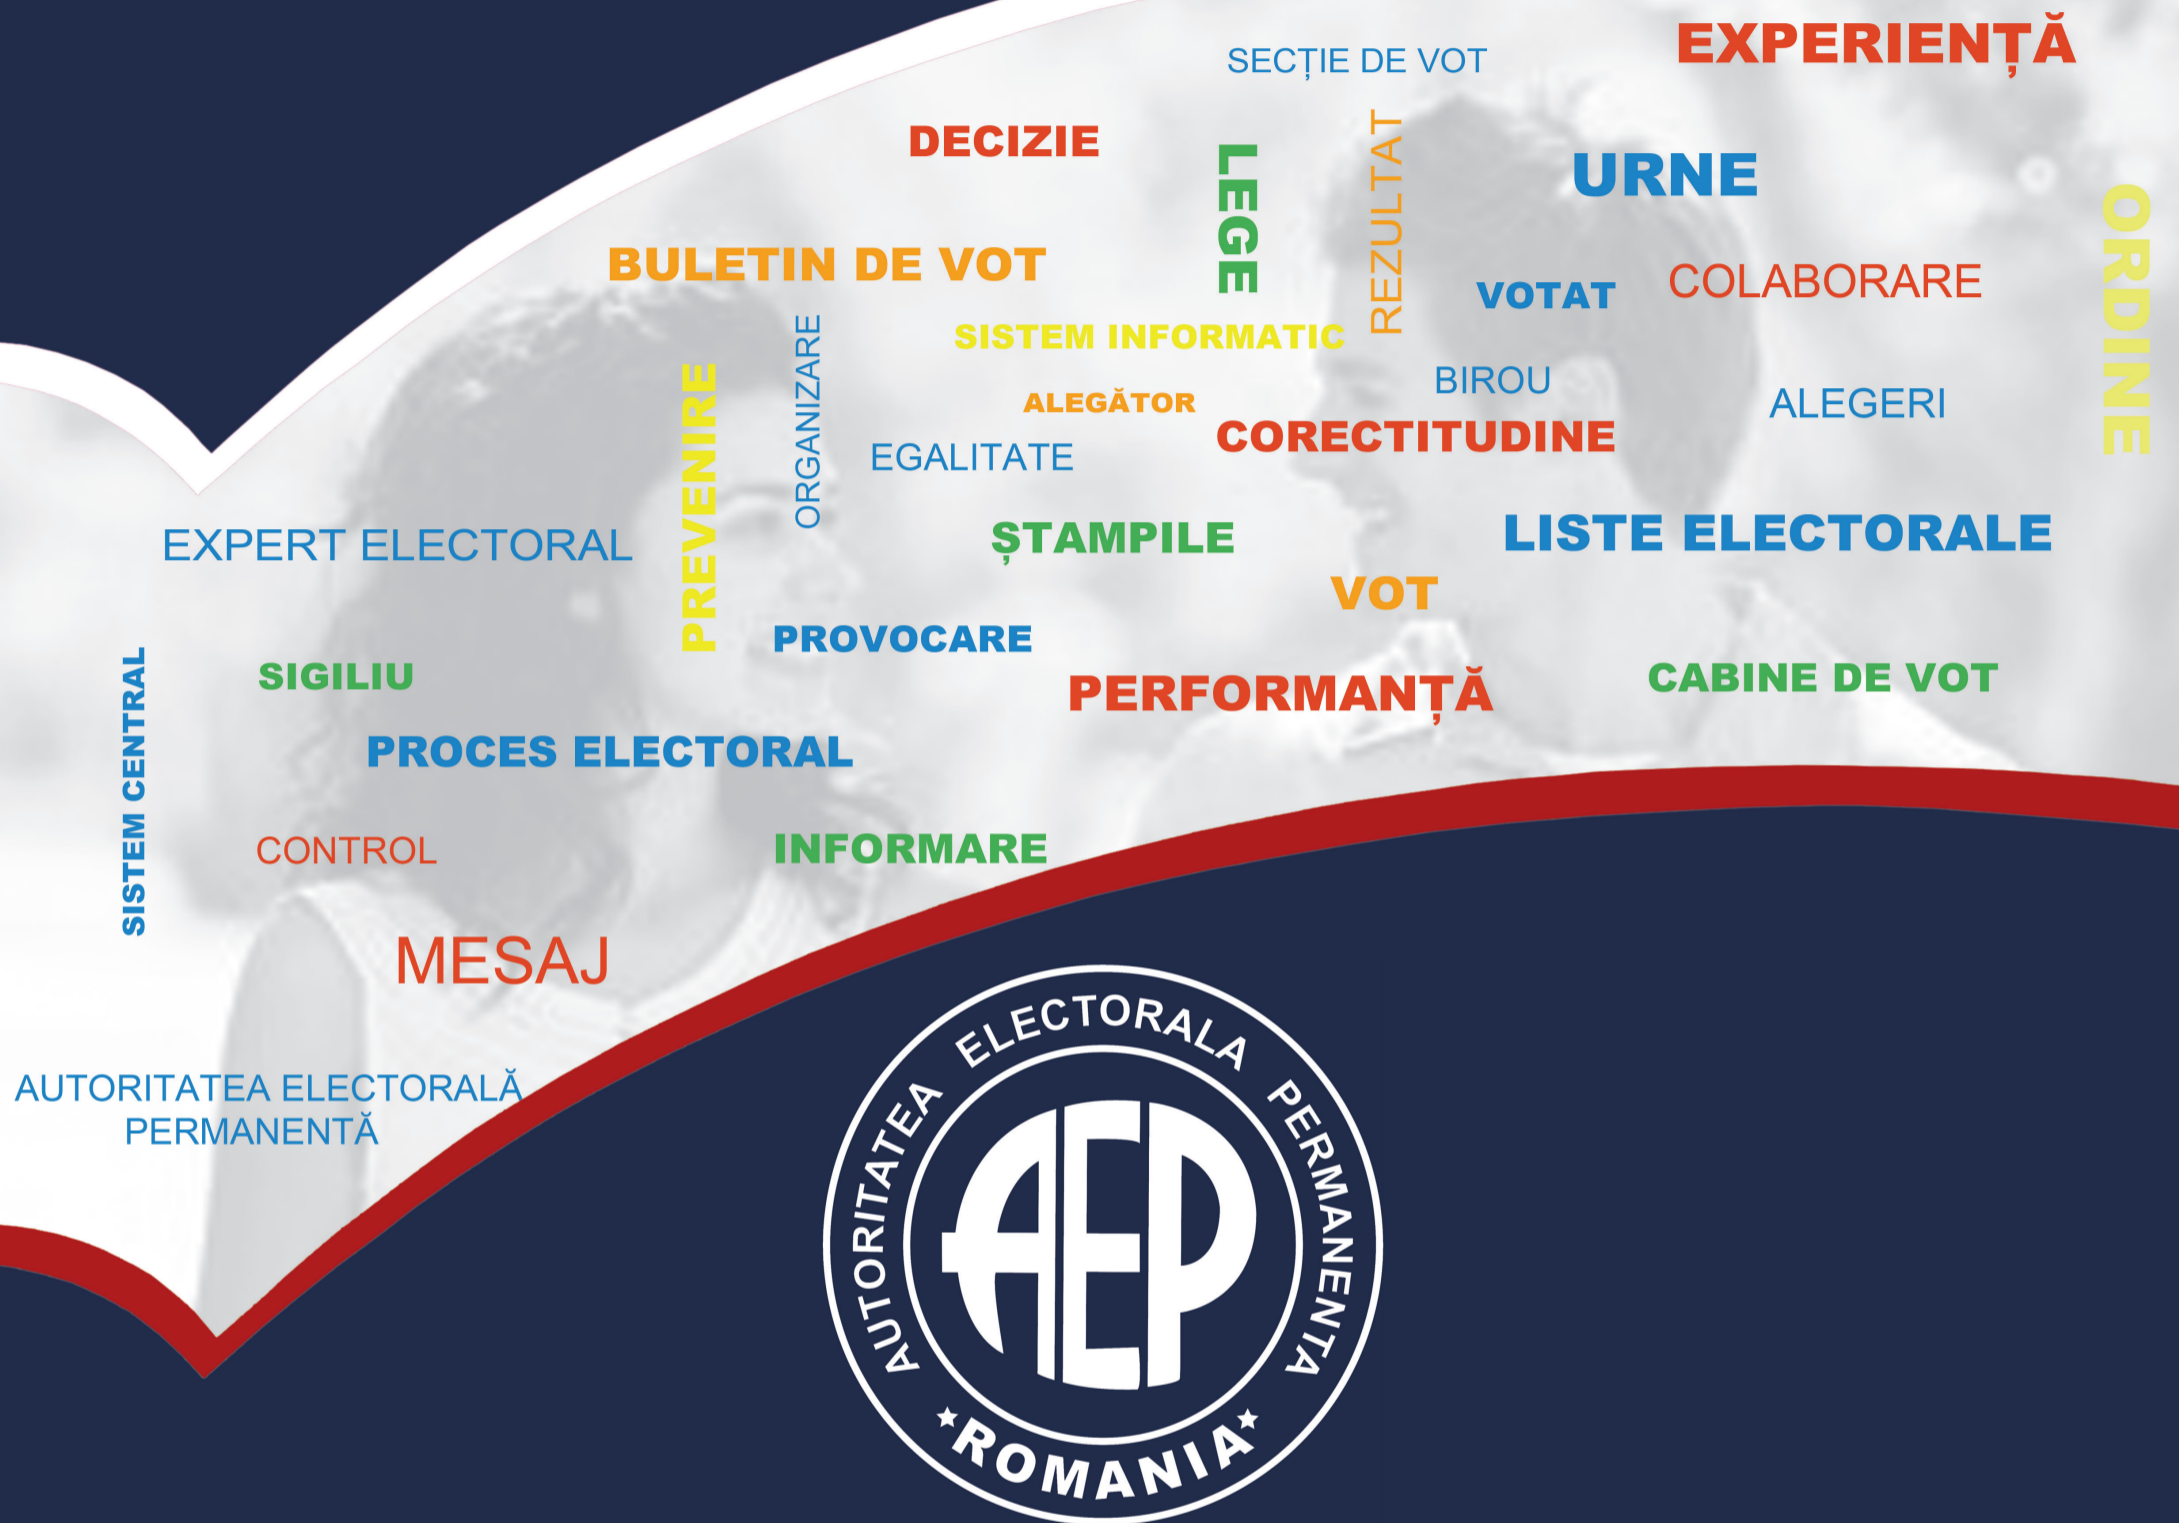 EXPERIENȚĂ
SECȚIE DE VOT
DECIZIE
LEGE
REZULTAT
URNE
ORDINE
BULETIN DE VOT
VOTAT
COLABORARE
SISTEM INFORMATIC
ORGANIZARE
PREVENIRE
BIROU
ALEGĂTOR
ALEGERI
CORECTITUDINE
EGALITATE
EXPERT ELECTORAL
ȘTAMPILE
LISTE ELECTORALE
VOT
PROVOCARE
SISTEM CENTRAL
SIGILIU
PERFORMANȚĂ
CABINE DE VOT
PROCES ELECTORAL
CONTROL
INFORMARE
MESAJ
AUTORITATEA ELECTORALĂ
PERMANENTĂ
AUTORITATEA ELECTORALA PERMANENTA
AEP
ROMANIA